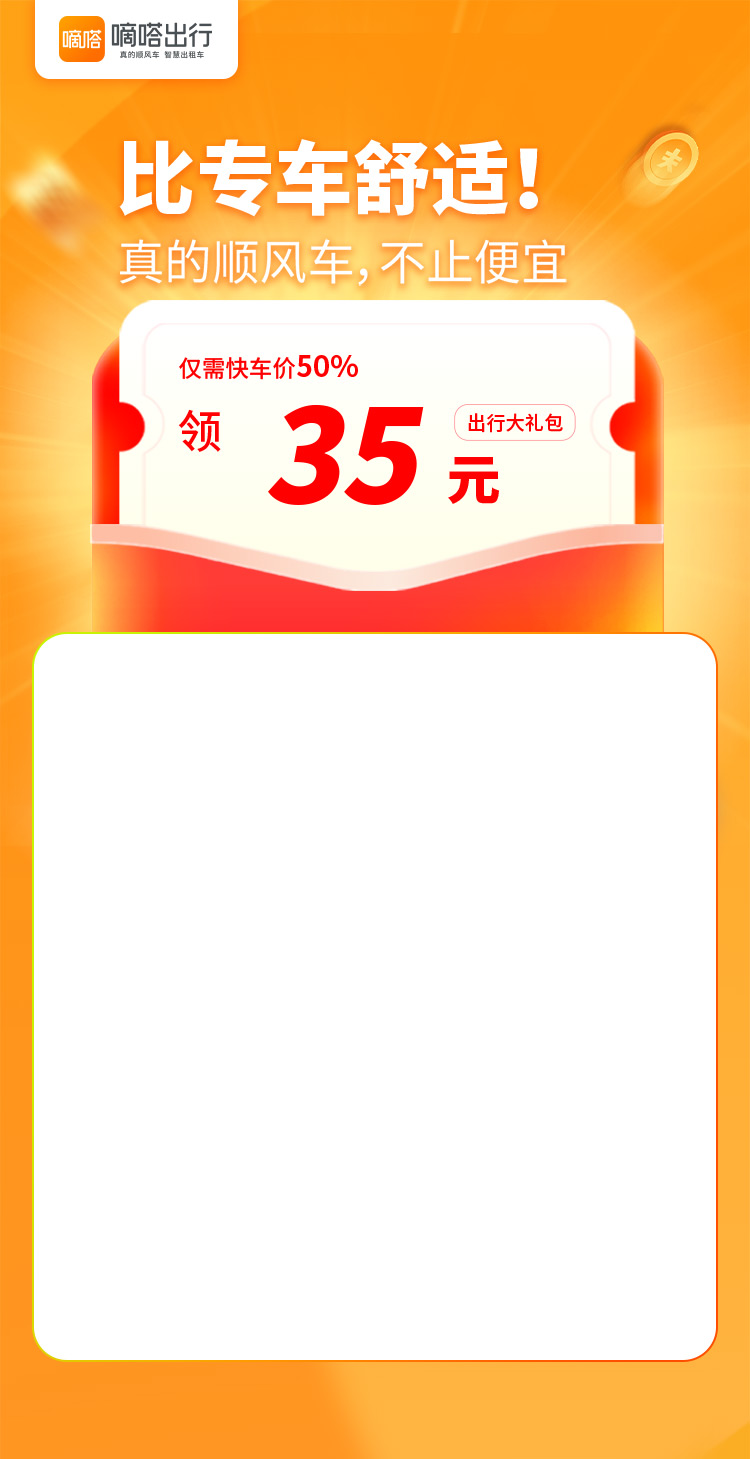 嘀嗒
嘀嗒出行
真的顺风车 智慧出租车
比专车舒适！
真的顺风车，不止便宜
仅需快车价50%
领 35 元
出行大礼包